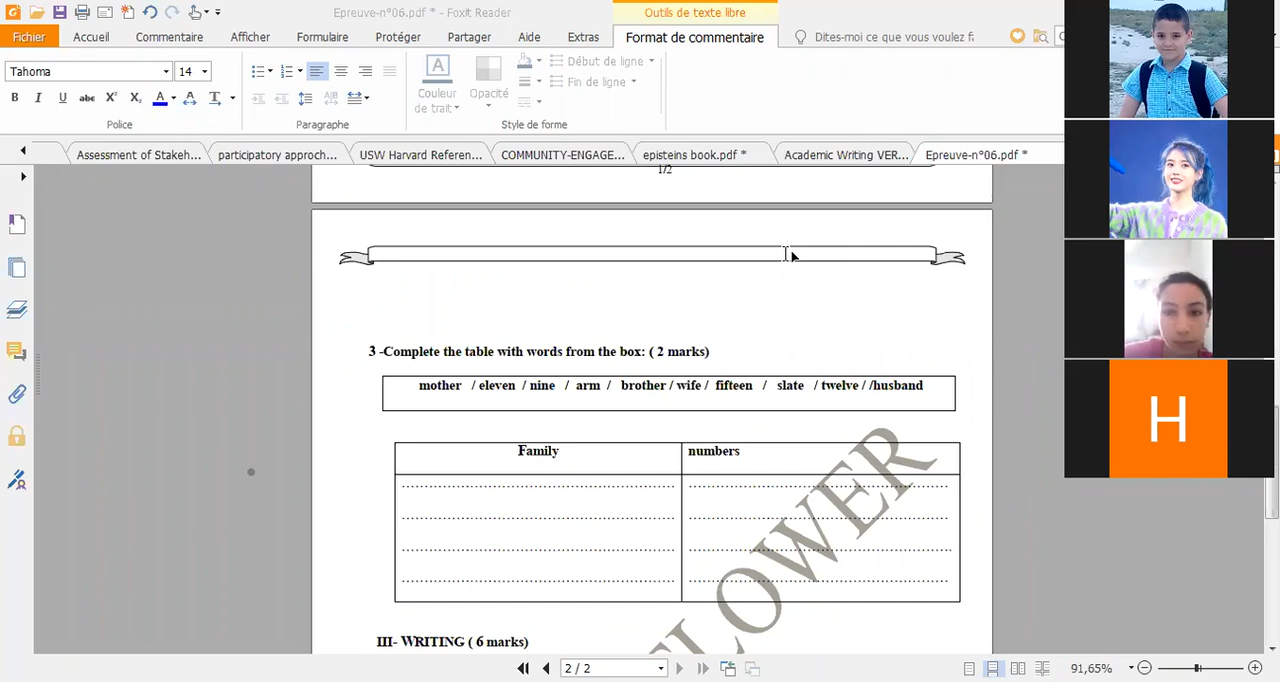 Epreuve-n°06.pdf * - Foxit Reader
Outils de texte libre
Fichier Accueil Commentaire Afficher Formulaire Protéger Partager Aide Extras Format de commentaire Dites-moi ce que vous voulez fa
Tahoma 14
Police
Paragraphe
Couleur de trait
Opacité
Début de ligne
Fin de ligne
Style de forme
Assessment of Stakeh... participatory approch... USW Harvard Referen... COMMUNITY-ENGAGE... episteins book.pdf * Academic Writing VER... Epreuve-n°06.pdf *
1/2
3 -Complete the table with words from the box: ( 2 marks)
mother / eleven / nine / arm / brother / wife / fifteen / slate / twelve / /husband
Family numbers
LOWER
III- WRITING ( 6 marks)
2 / 2
91,65%
H